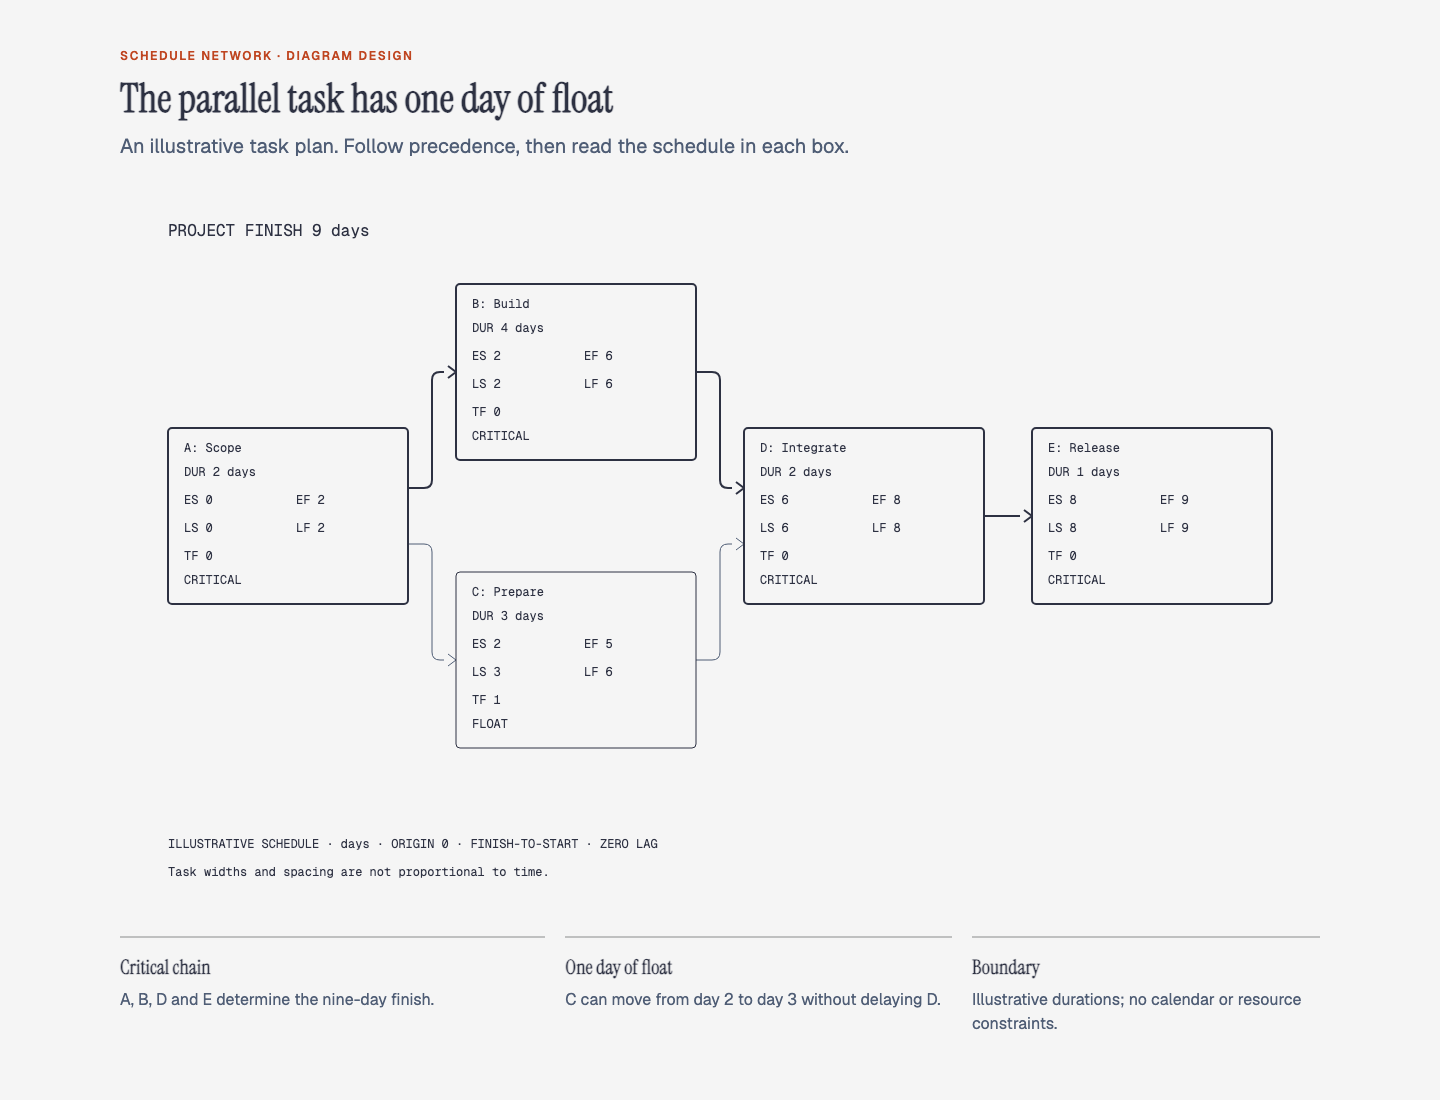 SCHEDULE NETWORK · DIAGRAM DESIGN
The parallel task has one day of float
An illustrative task plan. Follow precedence, then read the schedule in each box.
PROJECT FINISH 9 days
A: Scope
DUR 2 days
ES 0 EF 2
LS 0 LF 2
TF 0
CRITICAL
B: Build
DUR 4 days
ES 2 EF 6
LS 2 LF 6
TF 0
CRITICAL
C: Prepare
DUR 3 days
ES 2 EF 5
LS 3 LF 6
TF 1
FLOAT
D: Integrate
DUR 2 days
ES 6 EF 8
LS 6 LF 8
TF 0
CRITICAL
E: Release
DUR 1 days
ES 8 EF 9
LS 8 LF 9
TF 0
CRITICAL
ILLUSTRATIVE SCHEDULE · days · ORIGIN 0 · FINISH-TO-START · ZERO LAG
Task widths and spacing are not proportional to time.
Critical chain
A, B, D and E determine the nine-day finish.
One day of float
C can move from day 2 to day 3 without delaying D.
Boundary
Illustrative durations; no calendar or resource
constraints.